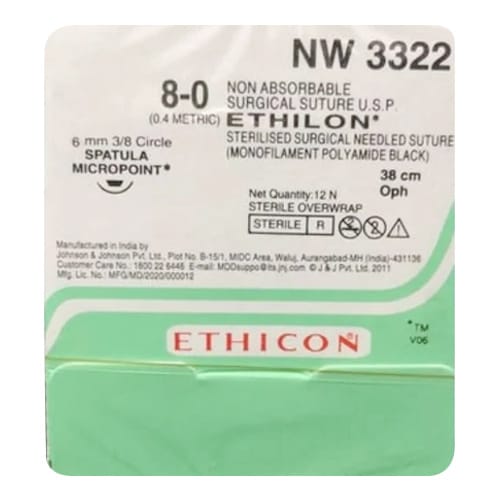 NW 3322
8-0
(0.4 METRIC)
NON ABSORBABLE
SURGICAL SUTURE U.S.P.
ETHILON*
STERILISED SURGICAL NEEDLED SUTURE
(MONOFILAMENT POLYAMIDE BLACK)
6 mm 3/8 Circle
SPATULA
MICROPOINT*
38 cm
Oph
Net Quantity:12 N
STERILE OVERWRAP
STERILE R
2
Manufactured in India by
Johnson & Johnson Pvt. Ltd., Plot No. B-15/1, MIDC Area, Waluj, Aurangabad-MH (India)-431136
Customer Care No.: 1800 22 6446 E-mail: MDDsuppo@its.jnj.com © J & J Pvt. Ltd. 2011
Mfg. Lic. No.: MFG/MD/2020/000012
ETHICON
*TM
V06